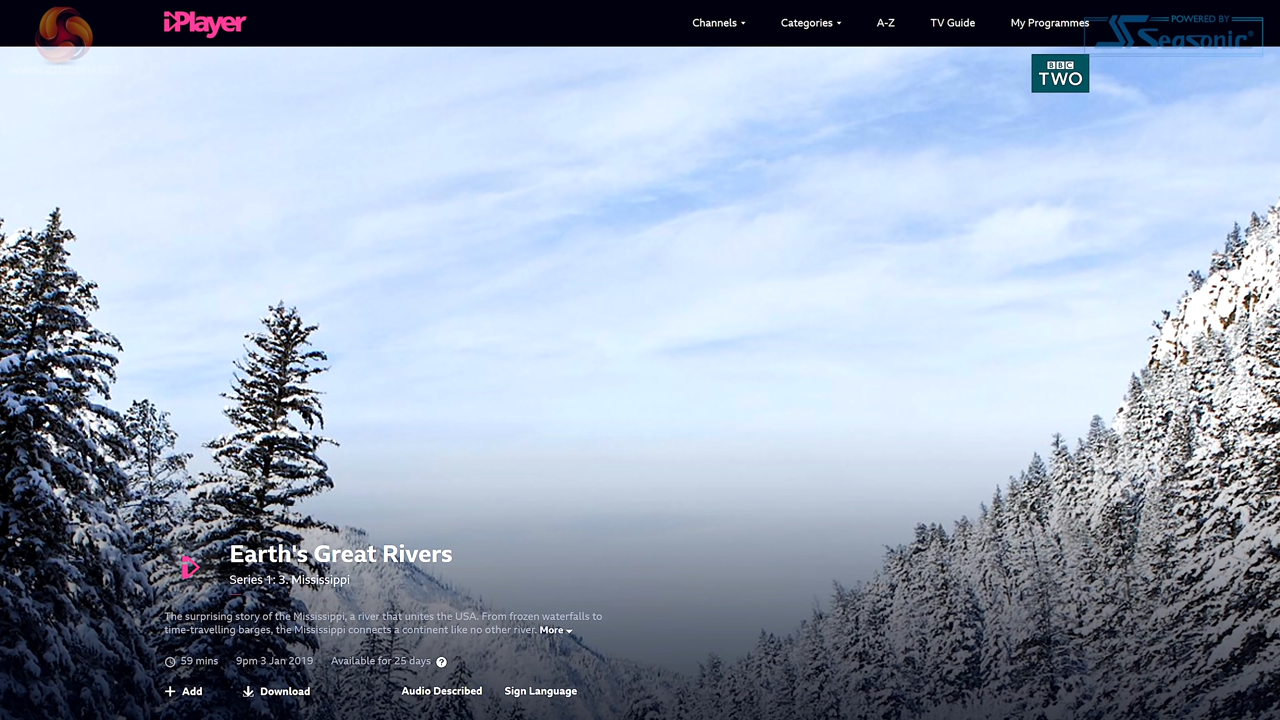 iPlayer
Channels
Categories
A-Z
TV Guide
My Programmes
POWERED BY
SeaSonic®
BBC
TWO
Earth's Great Rivers
Series 1: 3. Mississippi
The surprising story of the Mississippi, a river that unites the USA. From frozen waterfalls to
time-travelling barges, the Mississippi connects a continent like no other river. More
59 mins
9pm 3 Jan 2019
Available for 25 days ?
Add
Download
Audio Described
Sign Language